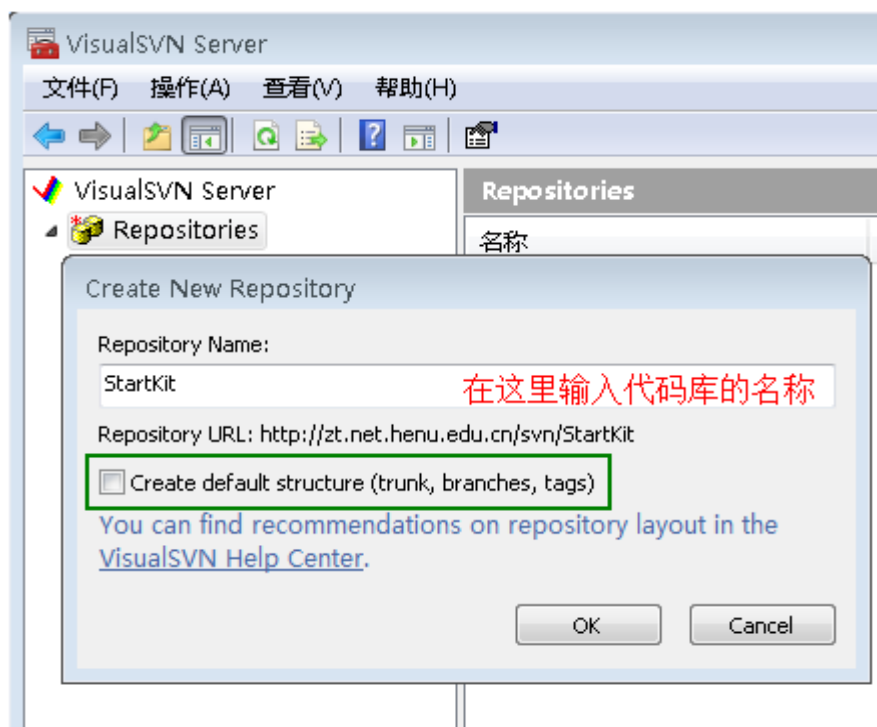 VisualSVN Server
文件(F) 操作(A) 查看(V) 帮助(H)
VisualSVN Server
Repositories
Repositories
名称
Create New Repository
Repository Name:
StartKit 在这里输入代码库的名称
Repository URL: http://zt.net.henu.edu.cn/svn/StartKit
Create default structure (trunk, branches, tags)
You can find recommendations on repository layout in the
VisualSVN Help Center.
OK Cancel